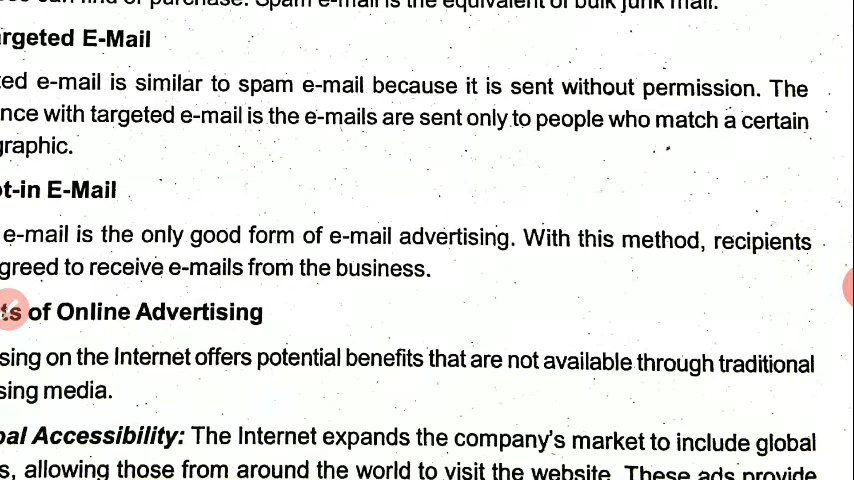 can find or purchase. Spam e-mail is the equivalent of bulk junk mail.
rgeted E-Mail
ed e-mail is similar to spam e-mail because it is sent without permission. The
nce with targeted e-mail is the e-mails are sent only to people who match a certain
graphic.
t-in E-Mail
e-mail is the only good form of e-mail advertising. With this method, recipients
greed to receive e-mails from the business.
ts of Online Advertising
sing on the Internet offers potential benefits that are not available through traditional
sing media.
bal Accessibility: The Internet expands the company's market to include global
s, allowing those from around the world to visit the website. These ads provide